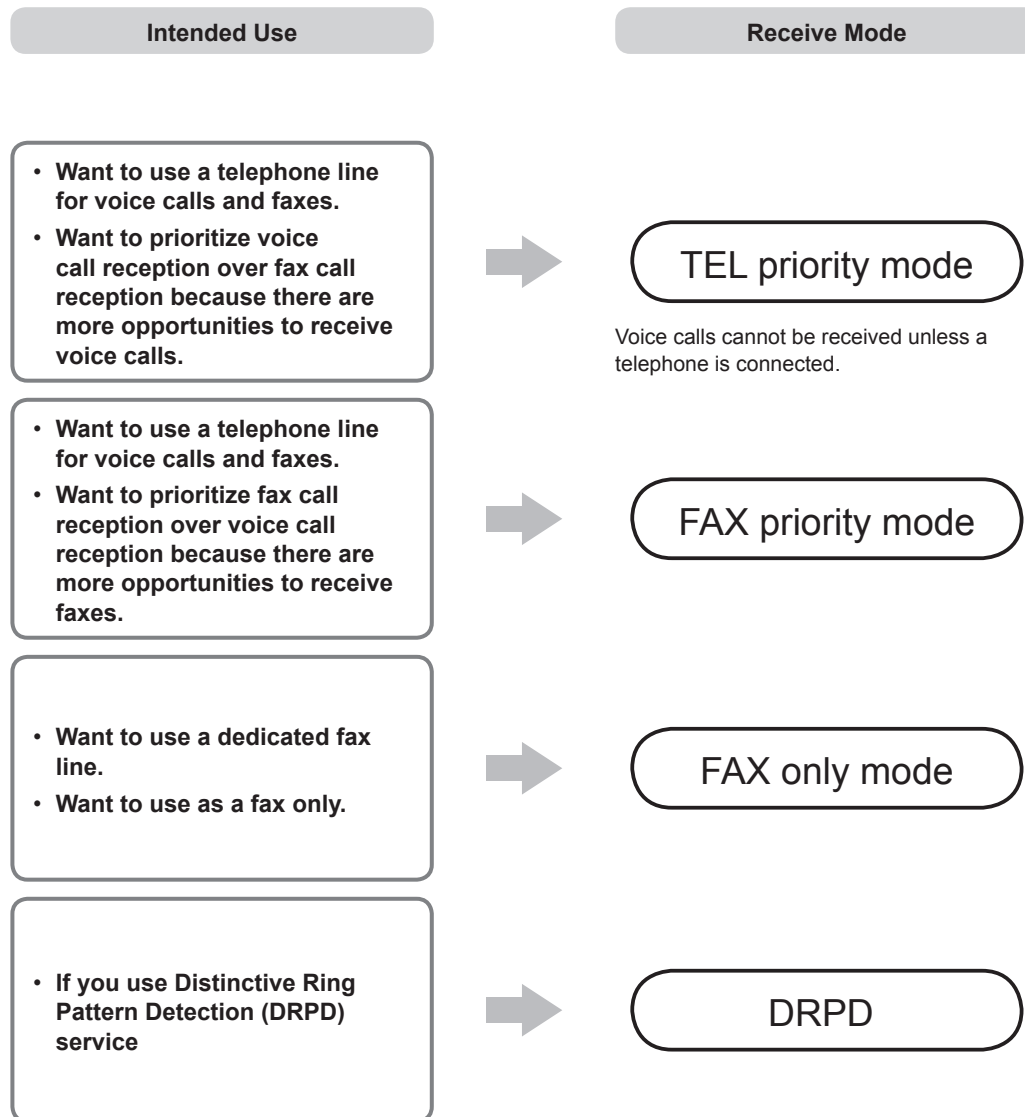 Intended Use
Receive Mode
• Want to use a telephone line
for voice calls and faxes.
• Want to prioritize voice
call reception over fax call
reception because there are
more opportunities to receive
voice calls.
TEL priority mode
Voice calls cannot be received unless a
telephone is connected.
• Want to use a telephone line
for voice calls and faxes.
• Want to prioritize fax call
reception over voice call
reception because there are
more opportunities to receive
faxes.
FAX priority mode
• Want to use a dedicated fax
line.
• Want to use as a fax only.
FAX only mode
• If you use Distinctive Ring
Pattern Detection (DRPD)
service
DRPD